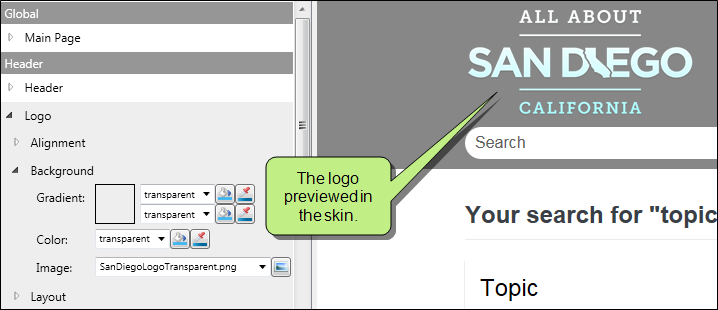 Global
Main Page
Header
Header
Logo
Alignment
Background
Gradient:
transparent
transparent
Color:
transparent
Image:
SanDiegoLogoTransparent.png
Layout
The logo
previewed in
the skin.
ALL ABOUT
SAN DIEGO
CALIFORNIA
Search
Your search for "topic
Topic